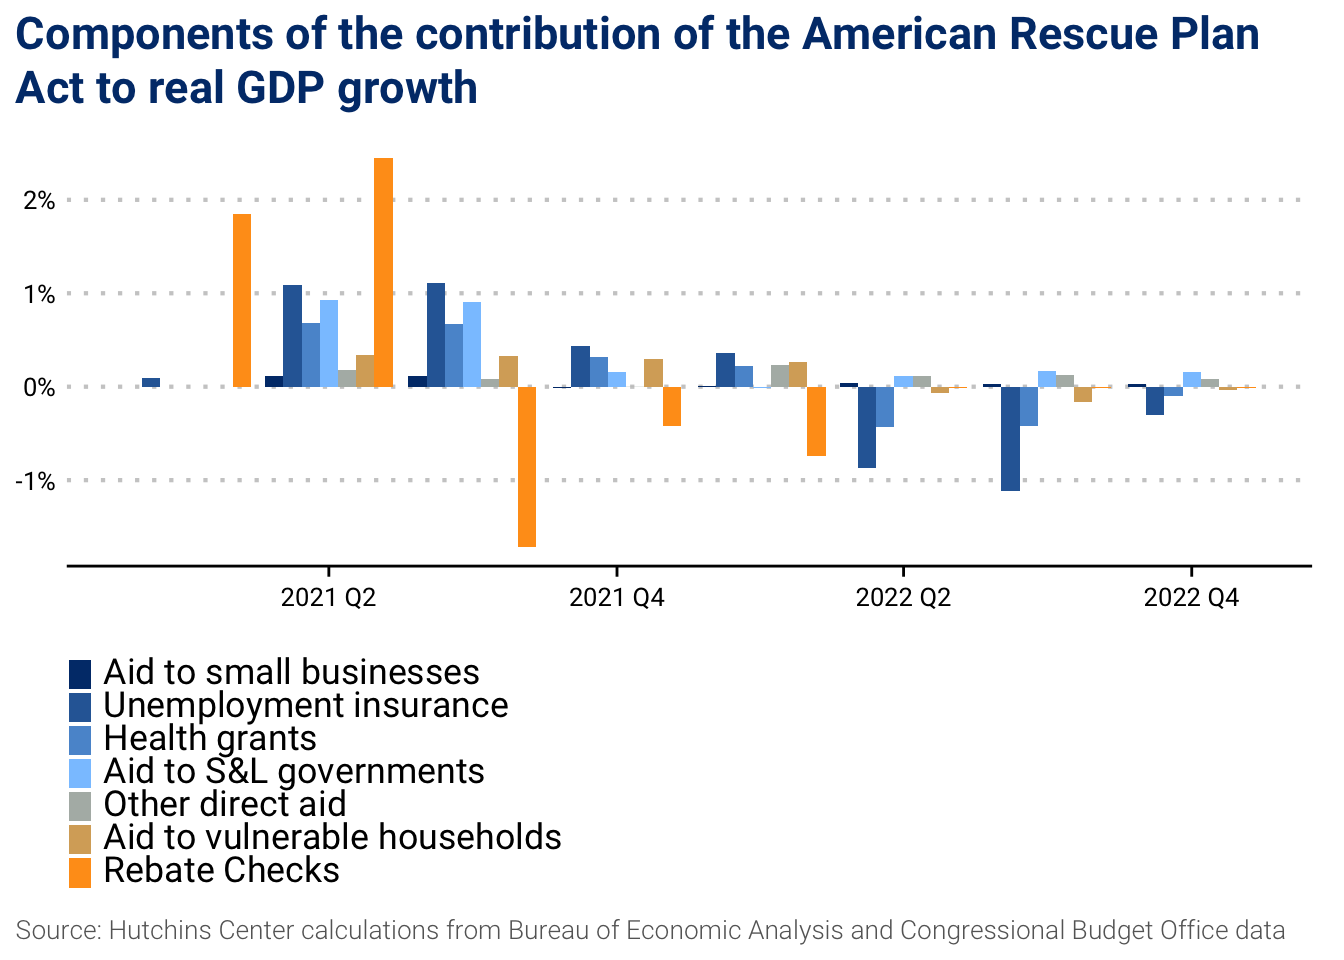 Components of the contribution of the American Rescue Plan
Act to real GDP growth
2%
1%
0%
-1%
2021 Q2
2021 Q4
2022 Q2
2022 Q4
Aid to small businesses
Unemployment insurance
Health grants
Aid to S&L governments
Other direct aid
Aid to vulnerable households
Rebate Checks
Source: Hutchins Center calculations from Bureau of Economic Analysis and Congressional Budget Office data